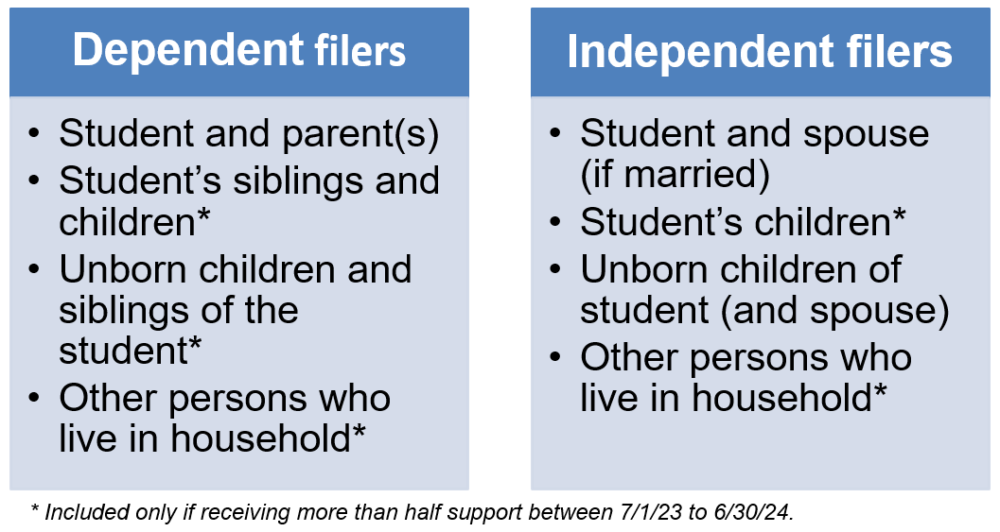 Dependent filers
• Student and parent(s)
• Student’s siblings and
children*
• Unborn children and
siblings of the
student*
• Other persons who
live in household*
Independent filers
• Student and spouse
(if married)
• Student’s children*
• Unborn children of
student (and spouse)
• Other persons who
live in household*
* Included only if receiving more than half support between 7/1/23 to 6/30/24.